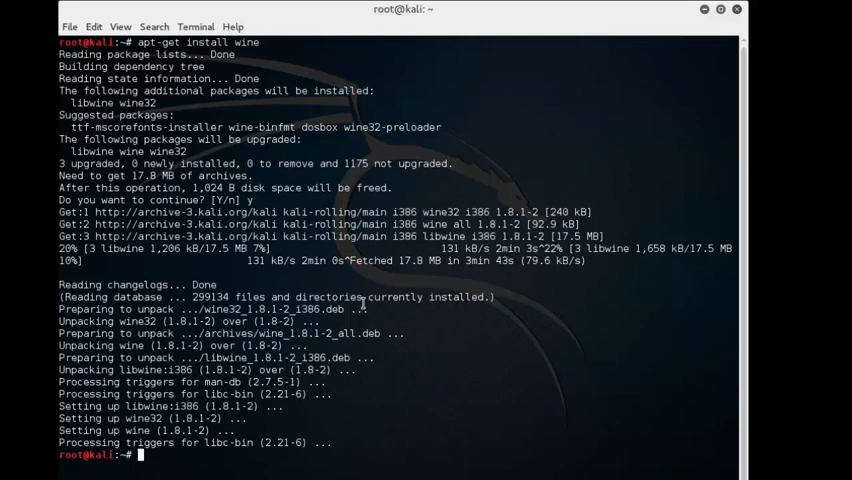 root@kali: ~
File Edit View Search Terminal Help
root@kali:~# apt-get install wine
Reading package lists... Done
Building dependency tree
Reading state information... Done
The following additional packages will be installed:
  libwine wine32
Suggested packages:
  ttf-mscorefonts-installer wine-binfmt dosbox wine32-preloader
The following packages will be upgraded:
  libwine wine wine32
3 upgraded, 0 newly installed, 0 to remove and 1175 not upgraded.
Need to get 17.8 MB of archives.
After this operation, 1,024 B disk space will be freed.
Do you want to continue? [Y/n] y
Get:1 http://archive-3.kali.org/kali kali-rolling/main i386 wine32 i386 1.8.1-2 [240 kB]
Get:2 http://archive-3.kali.org/kali kali-rolling/main i386 wine all 1.8.1-2 [92.9 kB]
Get:3 http://archive-3.kali.org/kali kali-rolling/main i386 libwine i386 1.8.1-2 [17.5 MB]
20% [3 libwine 1,206 kB/17.5 MB 7%] 131 kB/s 2min 3s^22% [3 libwine 1,658 kB/17.5 MB
10%] 131 kB/s 2min 0s^Fetched 17.8 MB in 3min 43s (79.6 kB/s)
Reading changelogs... Done
(Reading database ... 299134 files and directories currently installed.)
Preparing to unpack .../wine32_1.8.1-2_i386.deb ...
Unpacking wine32 (1.8.1-2) over (1.8-2) ...
Preparing to unpack .../archives/wine_1.8.1-2_all.deb ...
Unpacking wine (1.8.1-2) over (1.8-2) ...
Preparing to unpack .../libwine_1.8.1-2_i386.deb ...
Unpacking libwine:i386 (1.8.1-2) over (1.8-2) ...
Processing triggers for man-db (2.7.5-1) ...
Processing triggers for libc-bin (2.21-6) ...
Setting up libwine:i386 (1.8.1-2) ...
Setting up wine32 (1.8.1-2) ...
Setting up wine (1.8.1-2) ...
Processing triggers for libc-bin (2.21-6) ...
root@kali:~#